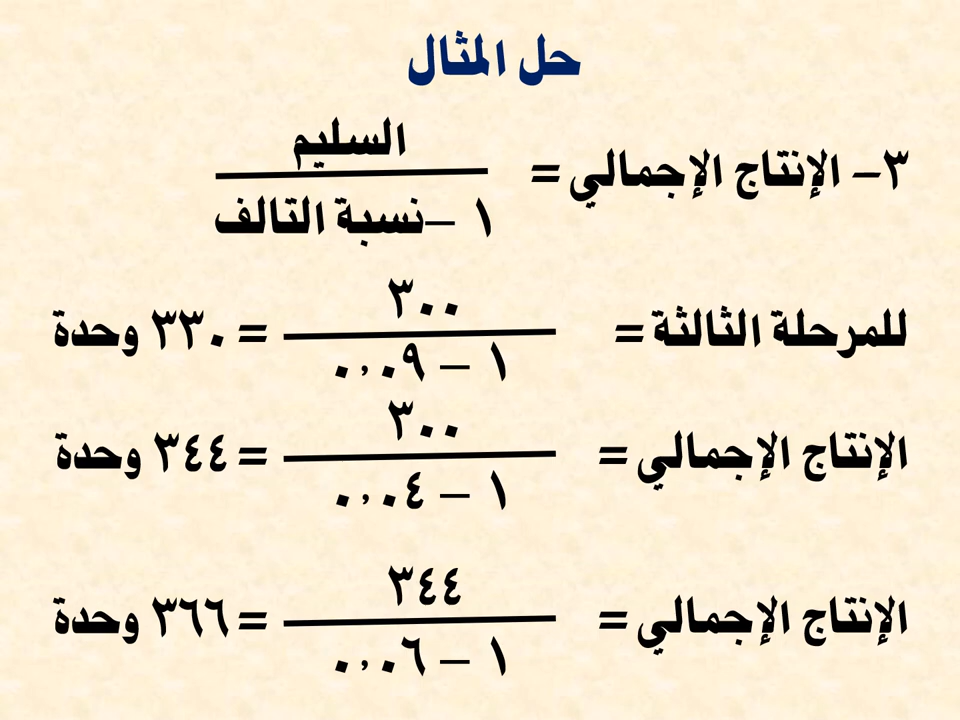 حل المثال
السليم
٣- الإنتاج الإجمالي =
١ –نسبة التالف
٣٠٠
للمرحلة الثالثة = = ٣٣٠ وحدة
١ – ٠,٠٩
٣٠٠
الإنتاج الإجمالي = = ٣٤٤ وحدة
١ – ٠,٠٤
٣٤٤
الإنتاج الإجمالي = = ٣٦٦ وحدة
١ – ٠,٠٦